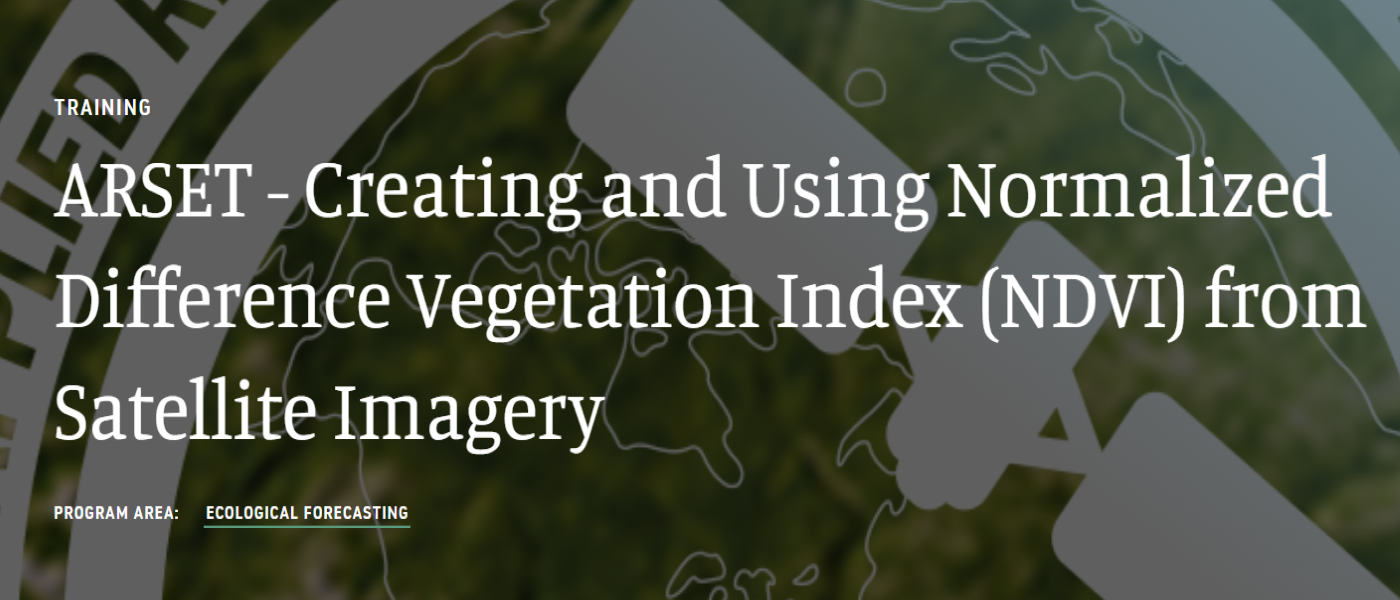 TRAINING
ARSET - Creating and Using Normalized
Difference Vegetation Index (NDVI) from
Satellite Imagery
PROGRAM AREA: ECOLOGICAL FORECASTING